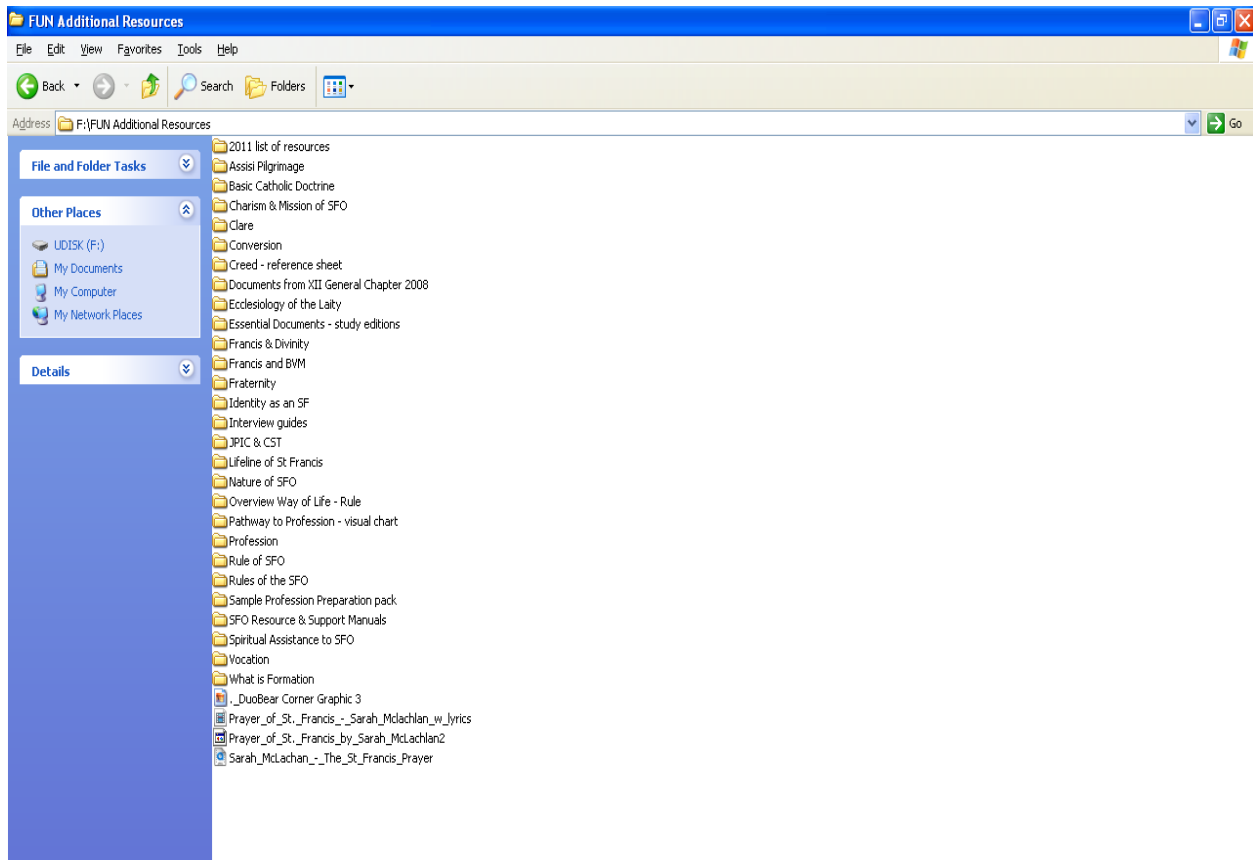 FUN Additional Resources
File Edit View Favorites Tools Help
Back Search Folders
Address F:\FUN Additional Resources Go
File and Folder Tasks
Other Places
UDISK (F:)
My Documents
My Computer
My Network Places
Details
2011 list of resources
Assisi Pilgrimage
Basic Catholic Doctrine
Charism & Mission of SFO
Clare
Conversion
Creed - reference sheet
Documents from XII General Chapter 2008
Ecclesiology of the Laity
Essential Documents - study editions
Francis & Divinity
Francis and BVM
Fraternity
Identity as an SF
Interview guides
JPIC & CST
Lifeline of St Francis
Nature of SFO
Overview Way of Life - Rule
Pathway to Profession - visual chart
Profession
Rule of SFO
Rules of the SFO
Sample Profession Preparation pack
SFO Resource & Support Manuals
Spiritual Assistance to SFO
Vocation
What is Formation
._DuoBear Corner Graphic 3
Prayer_of_St._Francis_-_Sarah_Mclachlan_w_lyrics
Prayer_of_St._Francis_by_Sarah_McLachlan2
Sarah_McLachan_-_The_St_Francis_Prayer